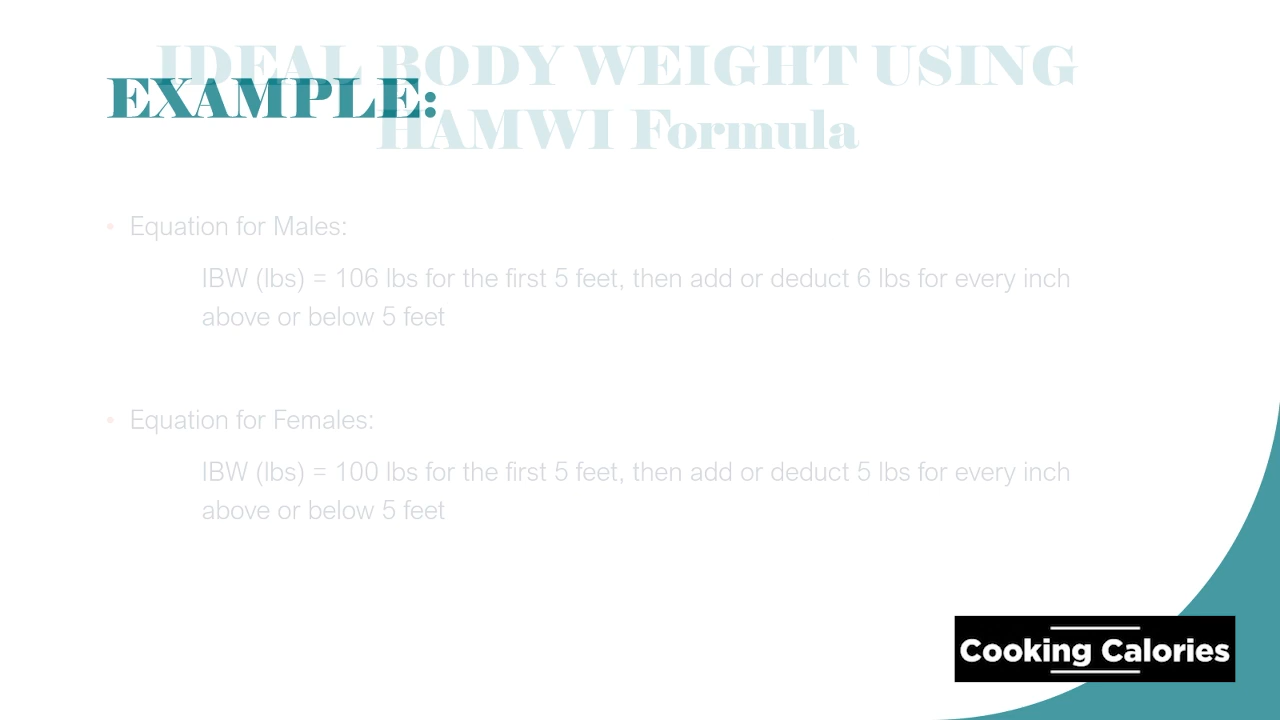 IDEAL BODY WEIGHT USING
HAMWI Formula
EXAMPLE:
• Equation for Males:
IBW (lbs) = 106 lbs for the first 5 feet, then add or deduct 6 lbs for every inch
above or below 5 feet
• Equation for Females:
IBW (lbs) = 100 lbs for the first 5 feet, then add or deduct 5 lbs for every inch
above or below 5 feet
Cooking Calories